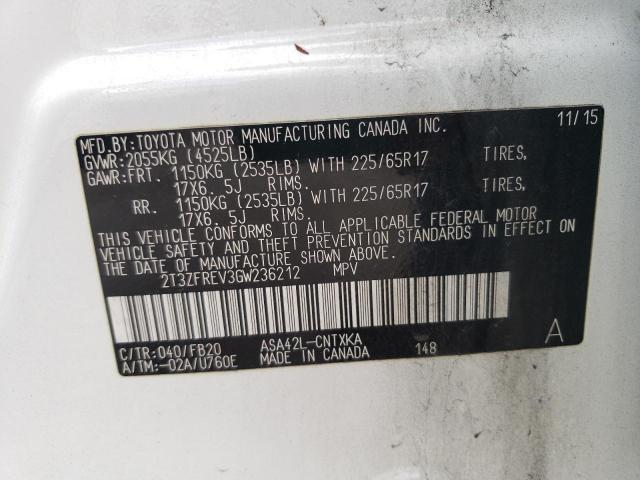 MFD.BY:TOYOTA MOTOR MANUFACTURING CANADA INC. 11/15
GVWR:2055KG (4525LB)
GAWR:FRT. 1150KG (2535LB) WITH 225/65R17 TIRES,
17X6.5J RIMS.
RR. 1150KG (2535LB) WITH 225/65R17 TIRES,
17X6.5J RIMS.
THIS VEHICLE CONFORMS TO ALL APPLICABLE FEDERAL MOTOR
VEHICLE SAFETY AND THEFT PREVENTION STANDARDS IN EFFECT ON
THE DATE OF MANUFACTURE SHOWN ABOVE.
2T3ZFREV3GW236212 MPV
C/TR:040/FB20 ASA42L-CNTXKA A
A/TM:-02A/U760E MADE IN CANADA 148